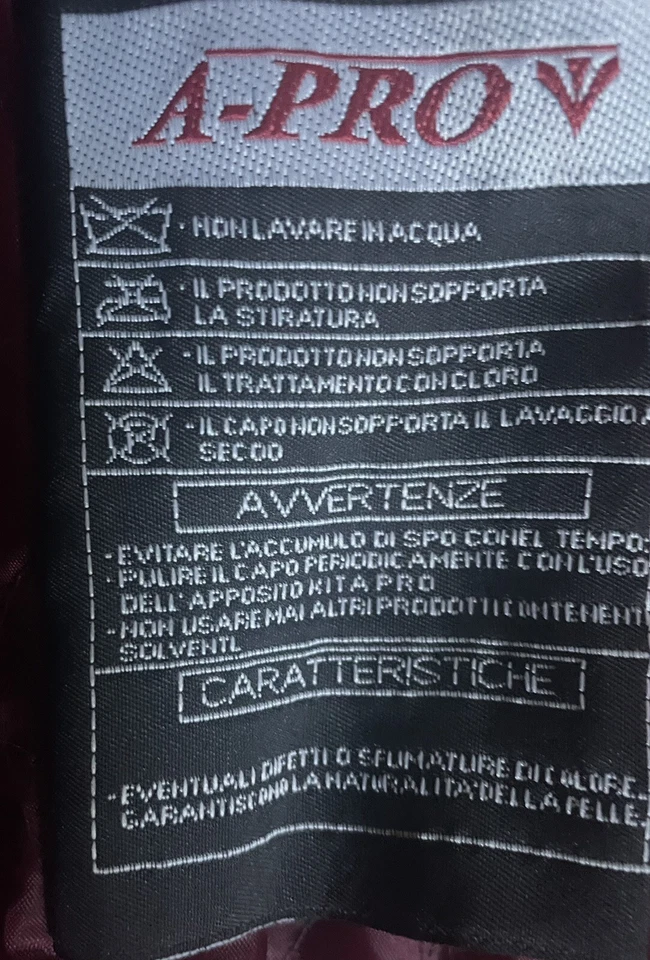 A-PRO
· NON LAVARE IN ACQUA
· IL PRODOTTO NON SOPPORTA
LA STIRATURA
· IL PRODOTTO NON SOPPORTA
IL TRATTAMENTO CON CLORO
P
· IL CAPO NON SOPPORTA IL LAVAGGIO A
SECOO
AVVERTENZE
· EVITARE L'ACCUMULO DI SPO CO NEL TEMPO:
· PULIRE IL CAPO PERIODICAMENTE CON L'USO
DELL'APPOSITO KIT A PRO
· NON USARE MAI ALTRI PRODOTTI CONTENENTI
SOLVENTI.
CARATTERISTICHE
· EVENTUALI DIFETTI O SFUMATURE DI COLORE..
GARANTISCONO LA NATURALITA' DELLA PELLE.